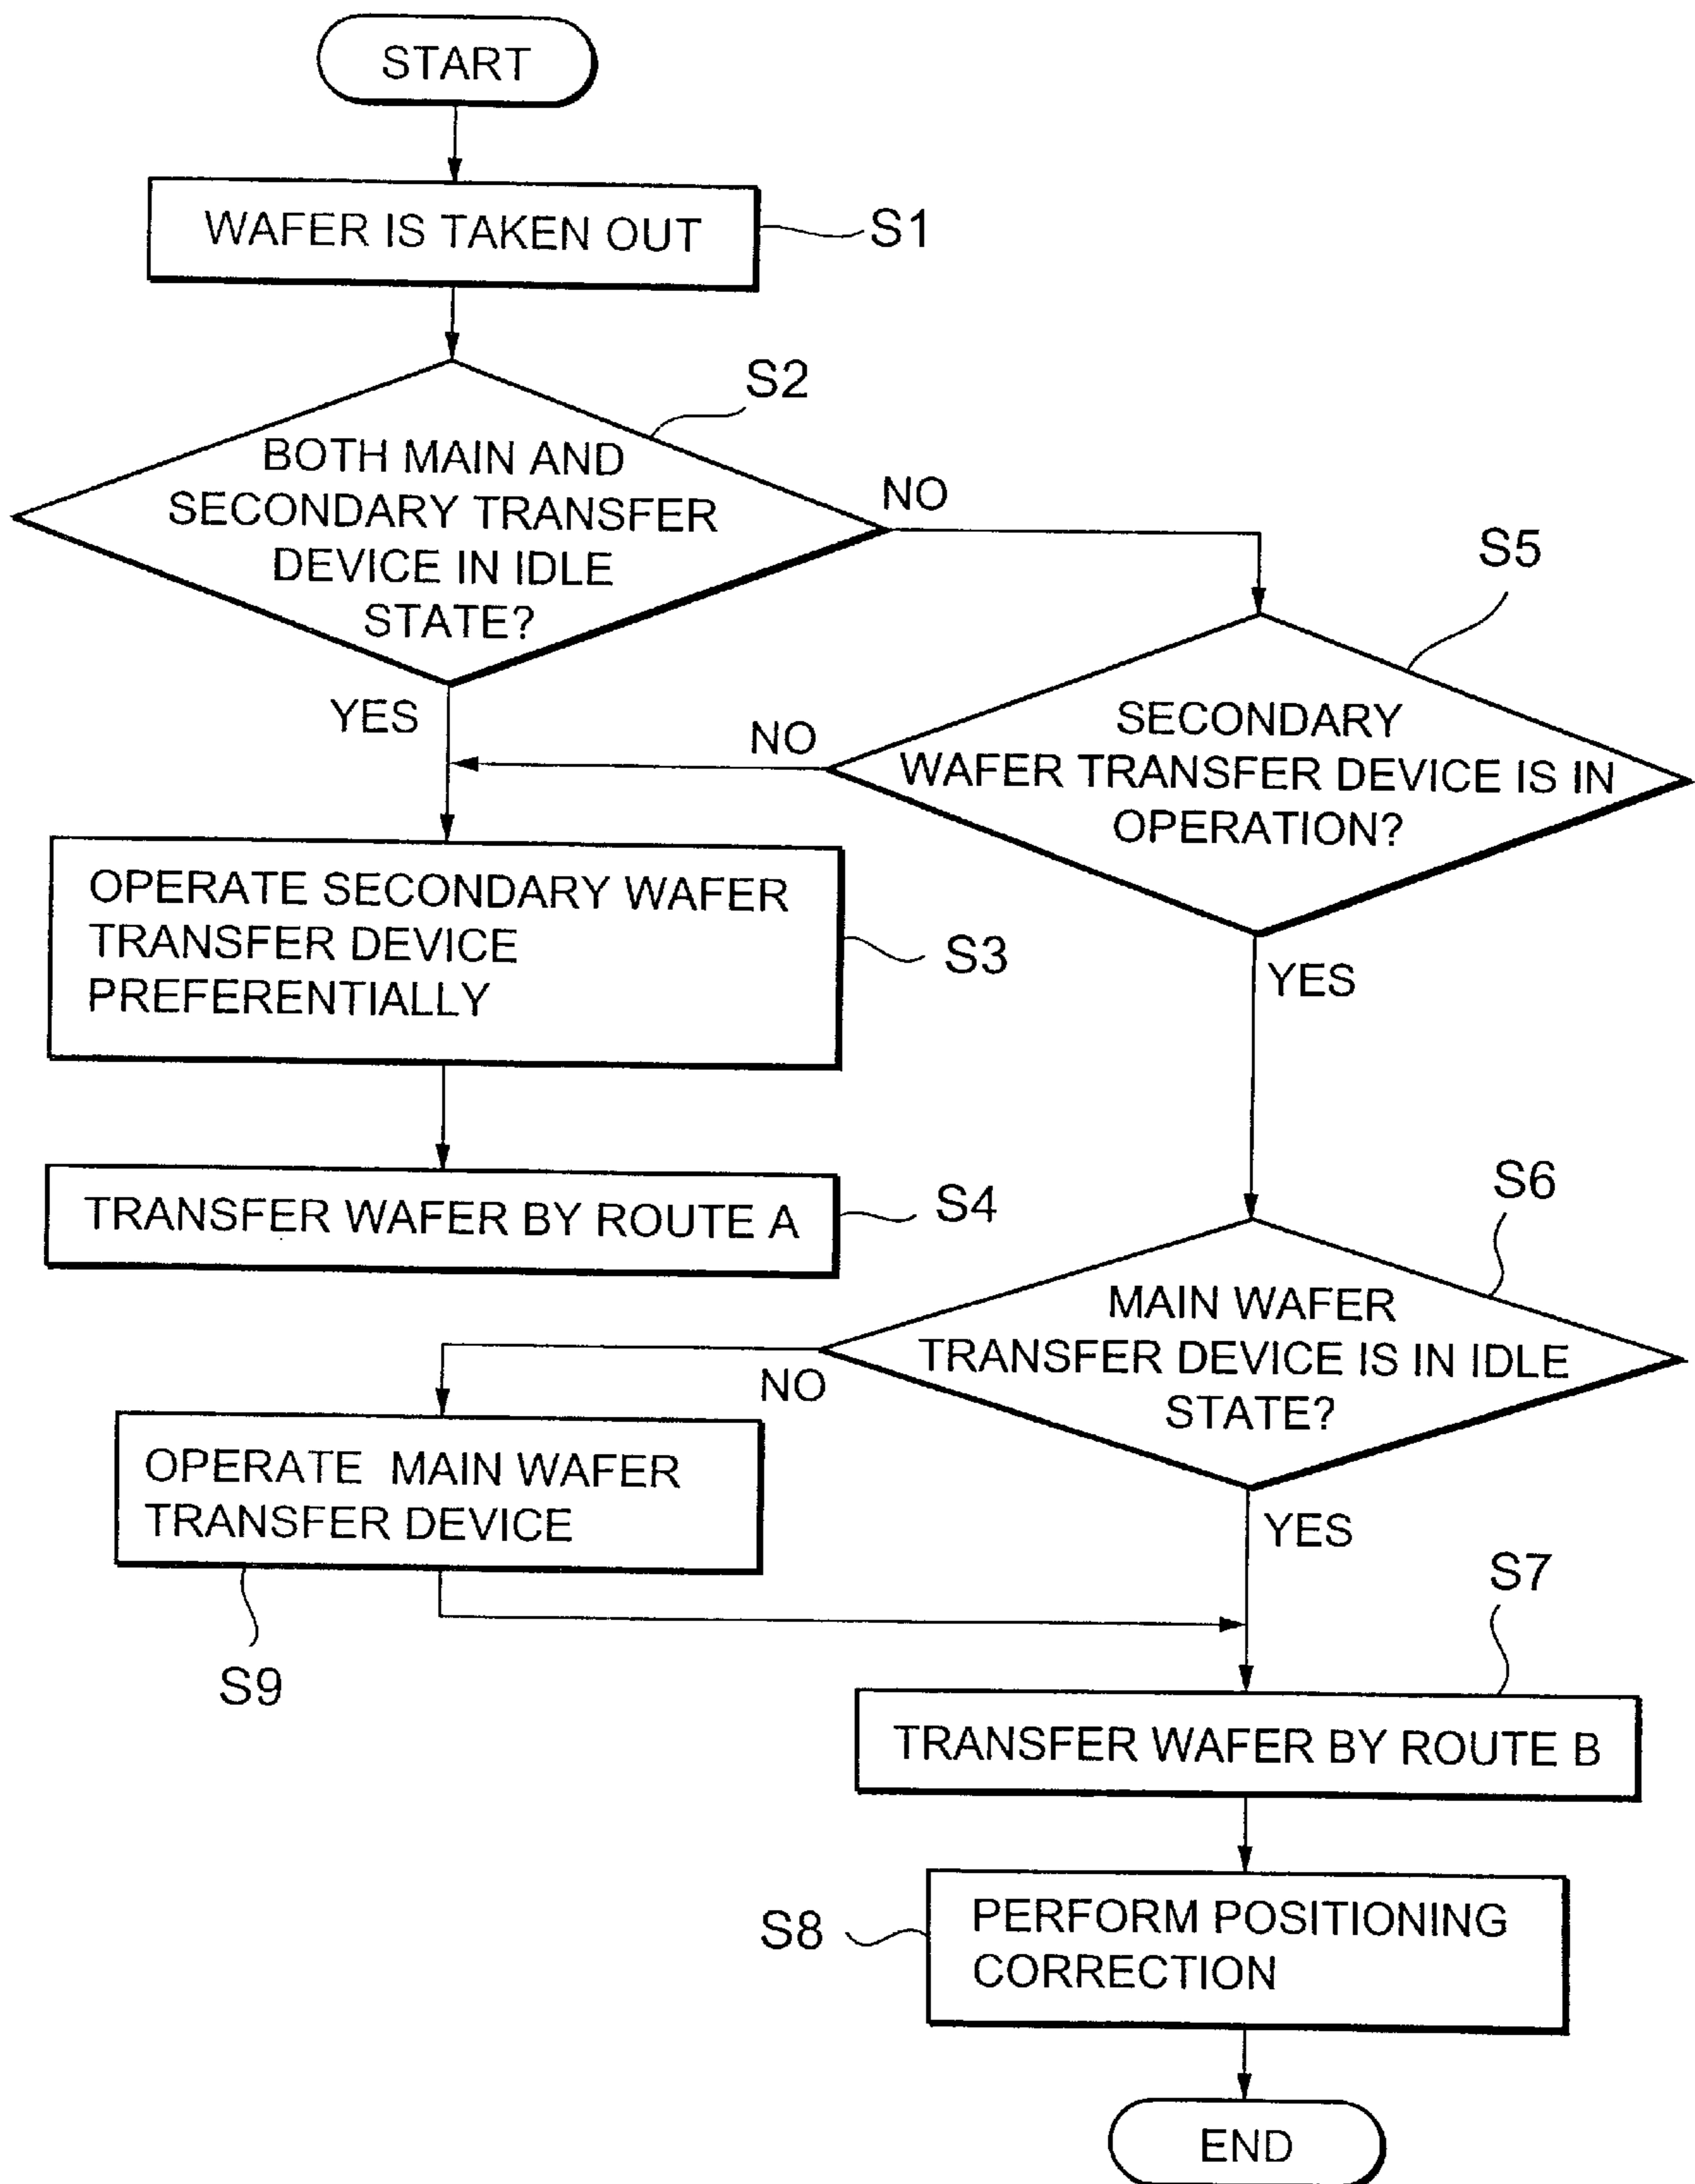 START
WAFER IS TAKEN OUT
S1
S2
BOTH MAIN AND
SECONDARY TRANSFER
DEVICE IN IDLE
STATE?
NO
YES
S5
SECONDARY
WAFER TRANSFER DEVICE IS IN
OPERATION?
NO
YES
OPERATE SECONDARY WAFER
TRANSFER DEVICE
PREFERENTIALLY
S3
TRANSFER WAFER BY ROUTE A
S4
S6
MAIN WAFER
TRANSFER DEVICE IS IN IDLE
STATE?
NO
YES
OPERATE MAIN WAFER
TRANSFER DEVICE
S9
S7
TRANSFER WAFER BY ROUTE B
S8
PERFORM POSITIONING
CORRECTION
END